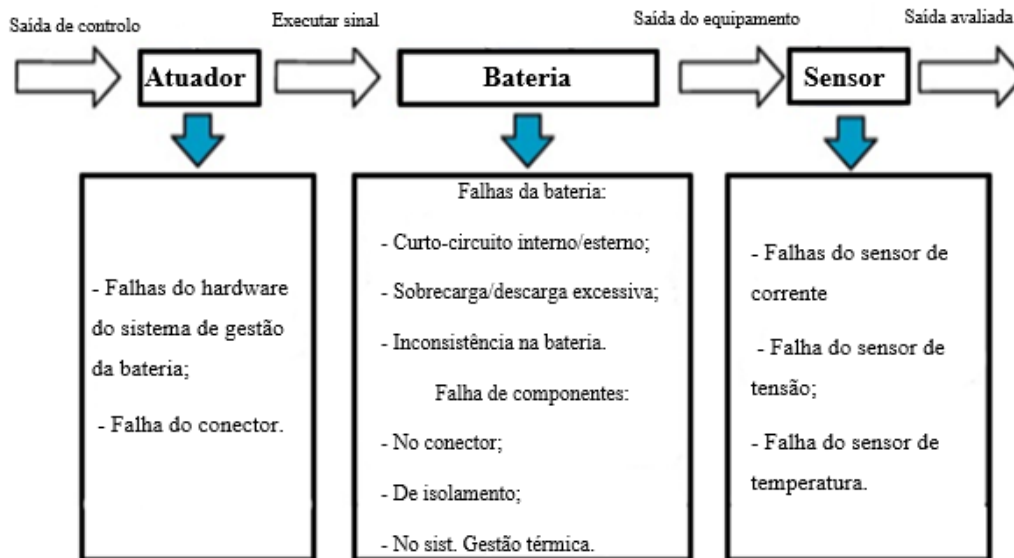 Saída de controlo
Executar sinal
Saída do equipamento
Saída avaliada
Atuador
Bateria
Sensor
- Falhas do hardware
do sistema de gestão
da bateria;
- Falha do conector.
Falhas da bateria:
- Curto-circuito interno/esterno;
- Sobrecarga/descarga excessiva;
- Inconsistência na bateria.
Falha de componentes:
- No conector;
- De isolamento;
- No sist. Gestão térmica.
- Falhas do sensor de
corrente
- Falha do sensor de
tensão;
- Falha do sensor de
temperatura.